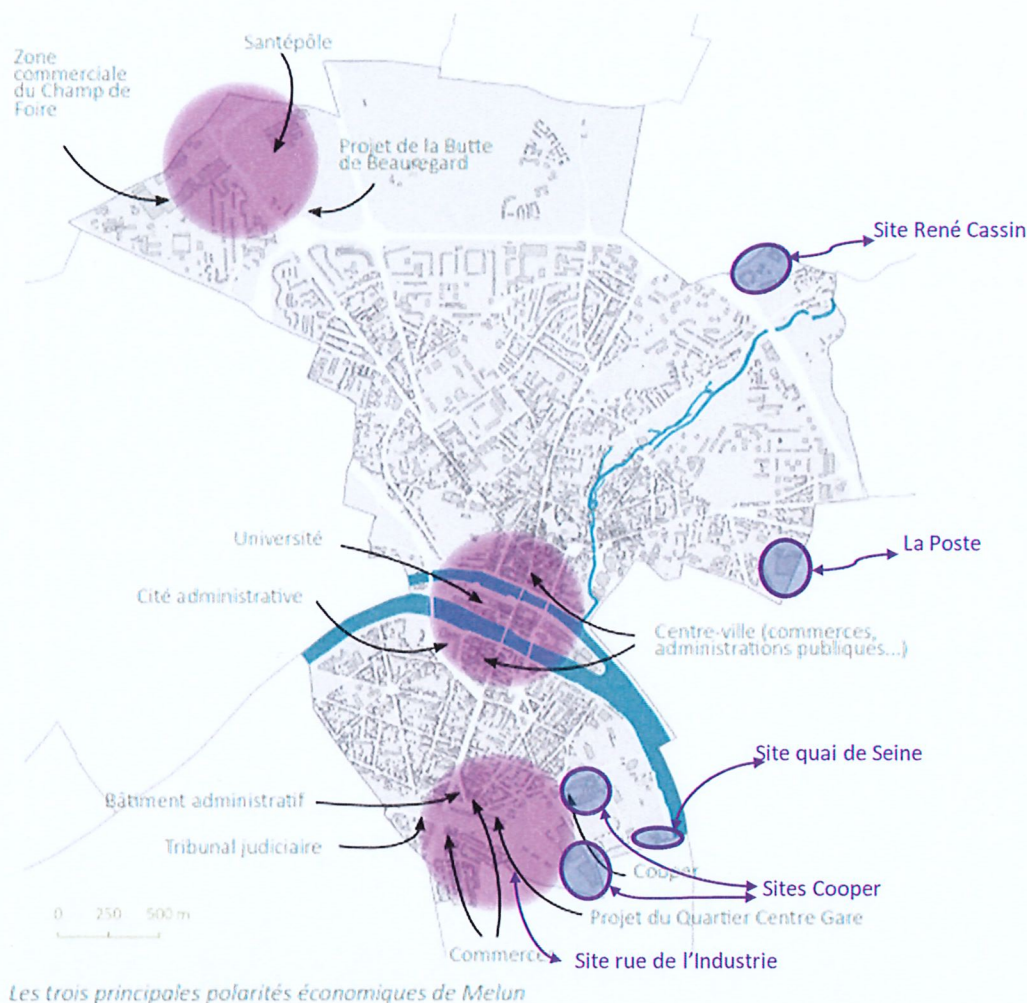 Santépôle
Zone
commerciale
du Champ de
Foire
Projet de la Butte
de Beauregard
Site René Cassin
Université
La Poste
Cité administrative
Centre-ville (commerces,
administrations publiques...)
Site quai de Seine
Bâtiment administratif
Tribunal judiciaire
Cooper
Sites Cooper
0 250 500 m
Projet du Quartier Centre Gare
Commerces
Site rue de l'Industrie
Les trois principales polarités économiques de Melun